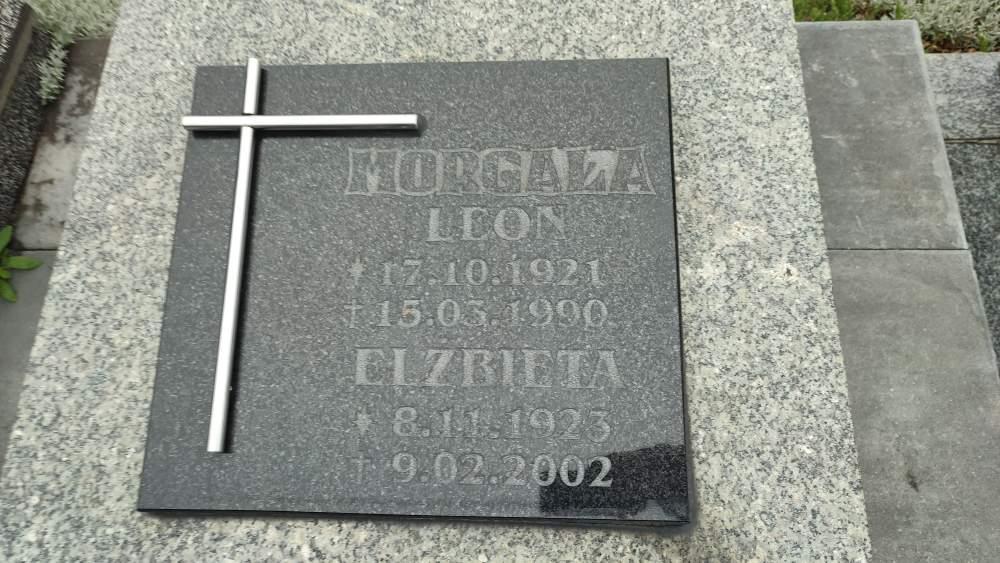 MORGAŁA
LEON
* 17.10.1921
† 15.03.1990
ELŻBIETA
* 8.11.1923
† 9.02.2002